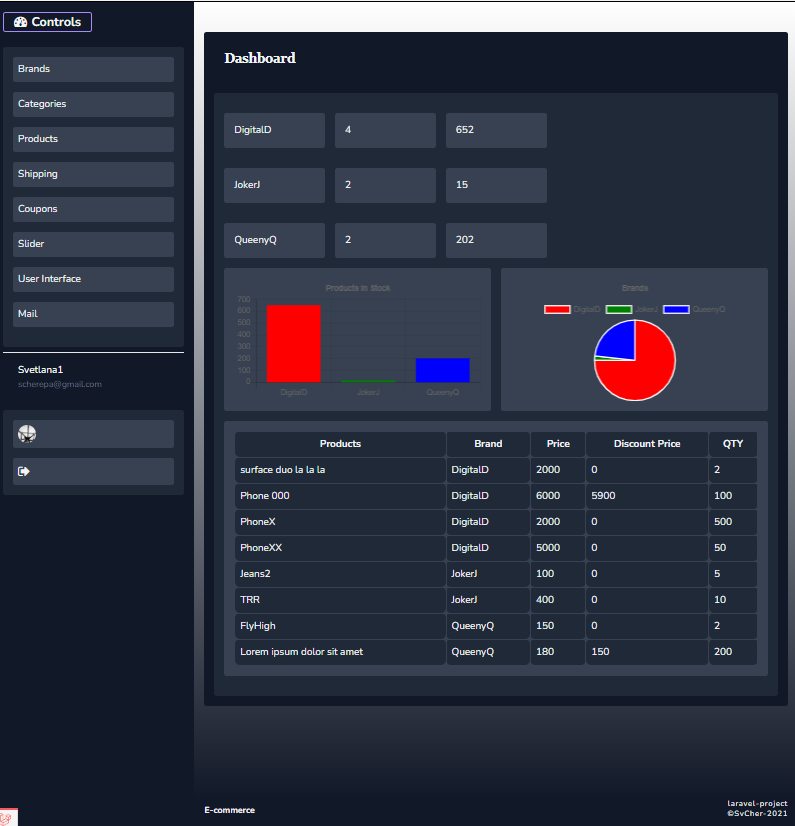 Controls
Brands
Categories
Products
Shipping
Coupons
Slider
User Interface
Mail
Svetlana1
scherepa@gmail.com
Dashboard
DigitalD 4 652
JokerJ 2 15
QueenyQ 2 202
Products in Stock
700
600
500
400
300
200
100
0
DigitalD JokerJ QueenyQ
Brands
DigitalD JokerJ QueenyQ
Products Brand Price Discount Price QTY
surface duo la la la DigitalD 2000 0 2
Phone 000 DigitalD 6000 5900 100
PhoneX DigitalD 2000 0 500
PhoneXX DigitalD 5000 0 50
Jeans2 JokerJ 100 0 5
TRR JokerJ 400 0 10
FlyHigh QueenyQ 150 0 2
Lorem ipsum dolor sit amet QueenyQ 180 150 200
E-commerce
laravel-project
©SvCher-2021